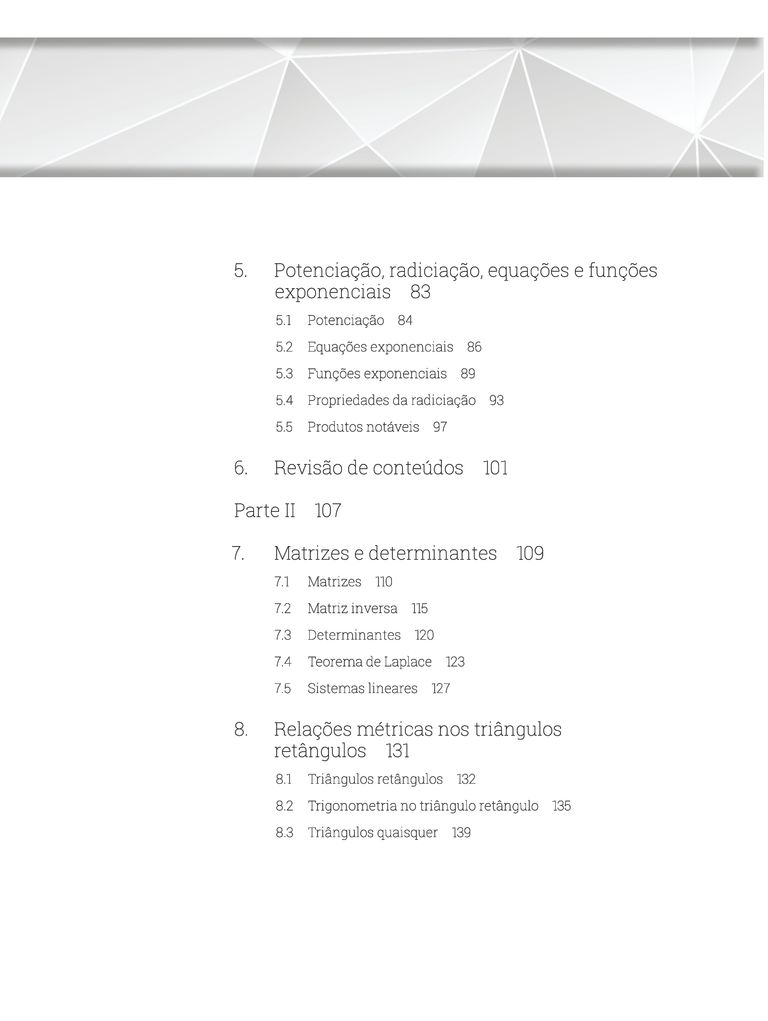 5. Potenciação, radiciação, equações e funções
exponenciais 83
5.1 Potenciação 84
5.2 Equações exponenciais 86
5.3 Funções exponenciais 89
5.4 Propriedades da radiciação 93
5.5 Produtos notáveis 97
6. Revisão de conteúdos 101
Parte II 107
7. Matrizes e determinantes 109
7.1 Matrizes 110
7.2 Matriz inversa 115
7.3 Determinantes 120
7.4 Teorema de Laplace 123
7.5 Sistemas lineares 127
8. Relações métricas nos triângulos
retângulos 131
8.1 Triângulos retângulos 132
8.2 Trigonometria no triângulo retângulo 135
8.3 Triângulos quaisquer 139